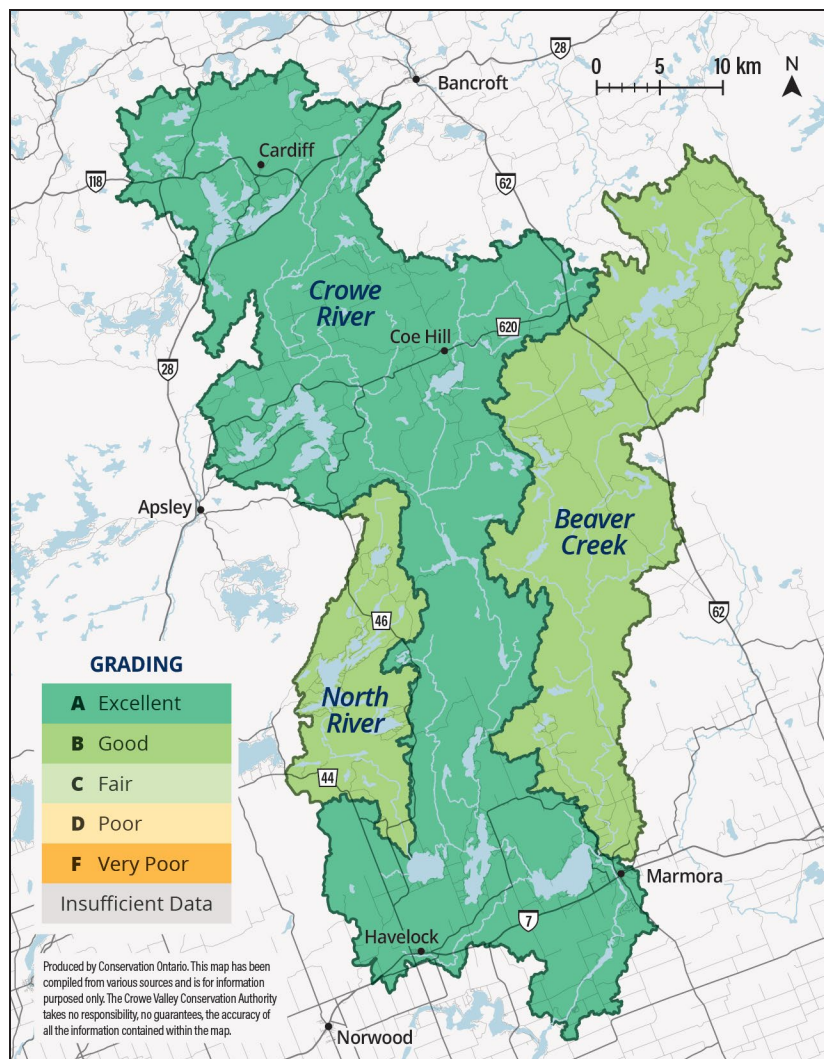 28
0 5 10 km
N
Bancroft
Cardiff
118
62
Crowe
River
620
Coe Hill
28
Apsley
Beaver
Creek
46
62
GRADING
A Excellent
B Good
C Fair
D Poor
F Very Poor
Insufficient Data
North
River
44
Marmora
7
Havelock
Produced by Conservation Ontario. This map has been
compiled from various sources and is for information
purposed only. The Crowe Valley Conservation Authority
takes no responsibility, no guarantees, the accuracy of
all the information contained within the map.
Norwood